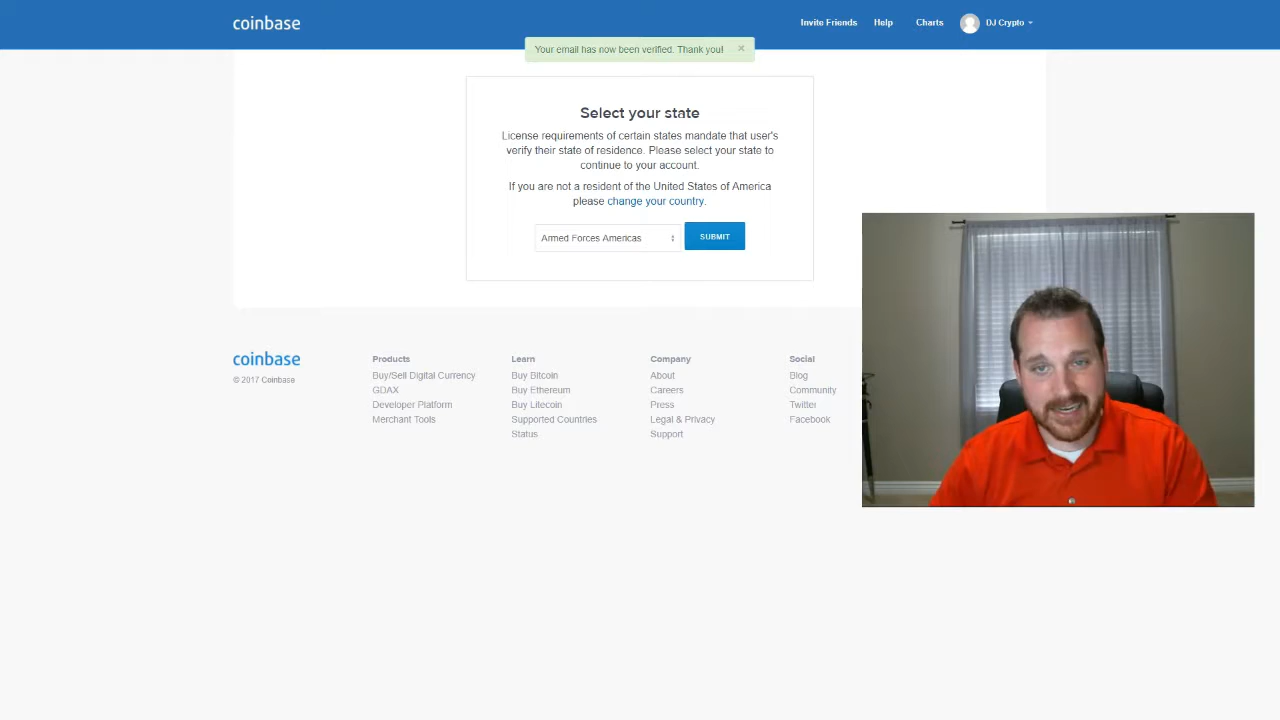 coinbase
Invite Friends
Help
Charts
DJ Crypto
Your email has now been verified. Thank you! ×
Select your state
License requirements of certain states mandate that user's
verify their state of residence. Please select your state to
continue to your account.
If you are not a resident of the United States of America
please change your country.
Armed Forces Americas
SUBMIT
coinbase
© 2017 Coinbase
Products
Buy/Sell Digital Currency
GDAX
Developer Platform
Merchant Tools
Learn
Buy Bitcoin
Buy Ethereum
Buy Litecoin
Supported Countries
Status
Company
About
Careers
Press
Legal & Privacy
Support
Social
Blog
Community
Twitter
Facebook